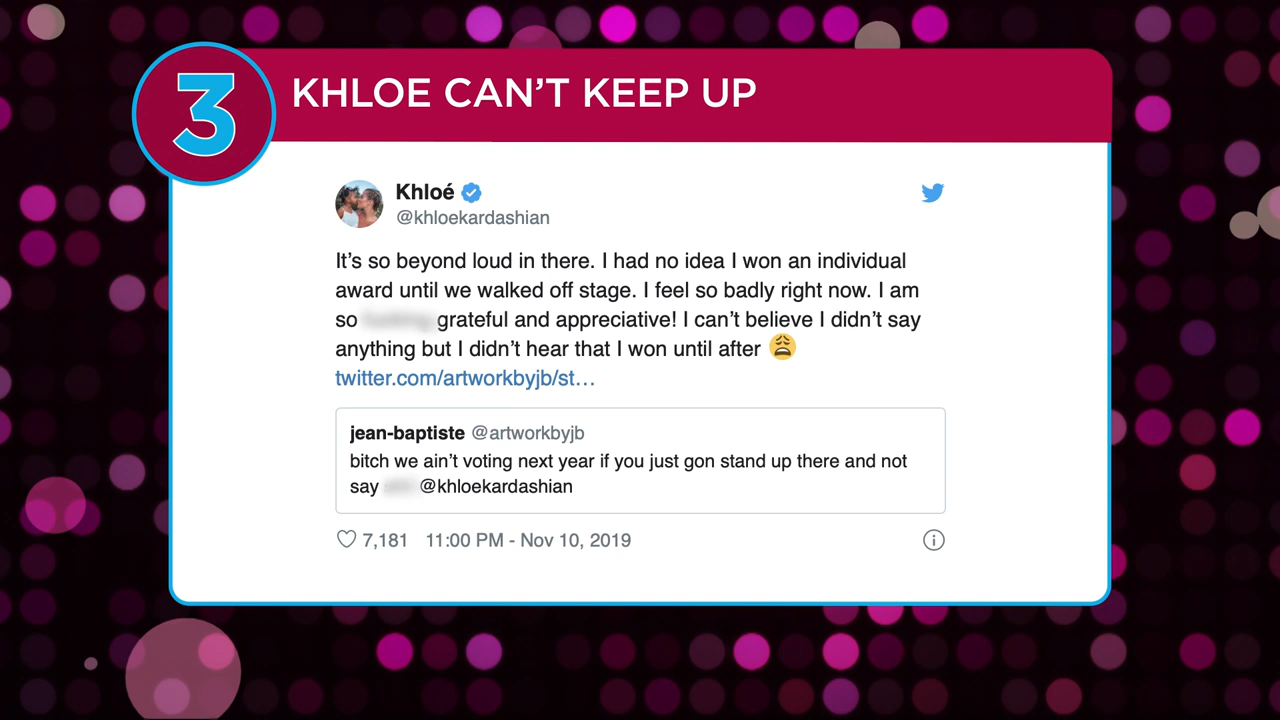 3
KHLOE CAN'T KEEP UP
Khloé
@khloekardashian
It's so beyond loud in there. I had no idea I won an individual
award until we walked off stage. I feel so badly right now. I am
so grateful and appreciative! I can't believe I didn't say
anything but I didn't hear that I won until after 😩
twitter.com/artworkbyjb/st…
jean-baptiste @artworkbyjb
bitch we ain't voting next year if you just gon stand up there and not
say @khloekardashian
7,181 11:00 PM - Nov 10, 2019